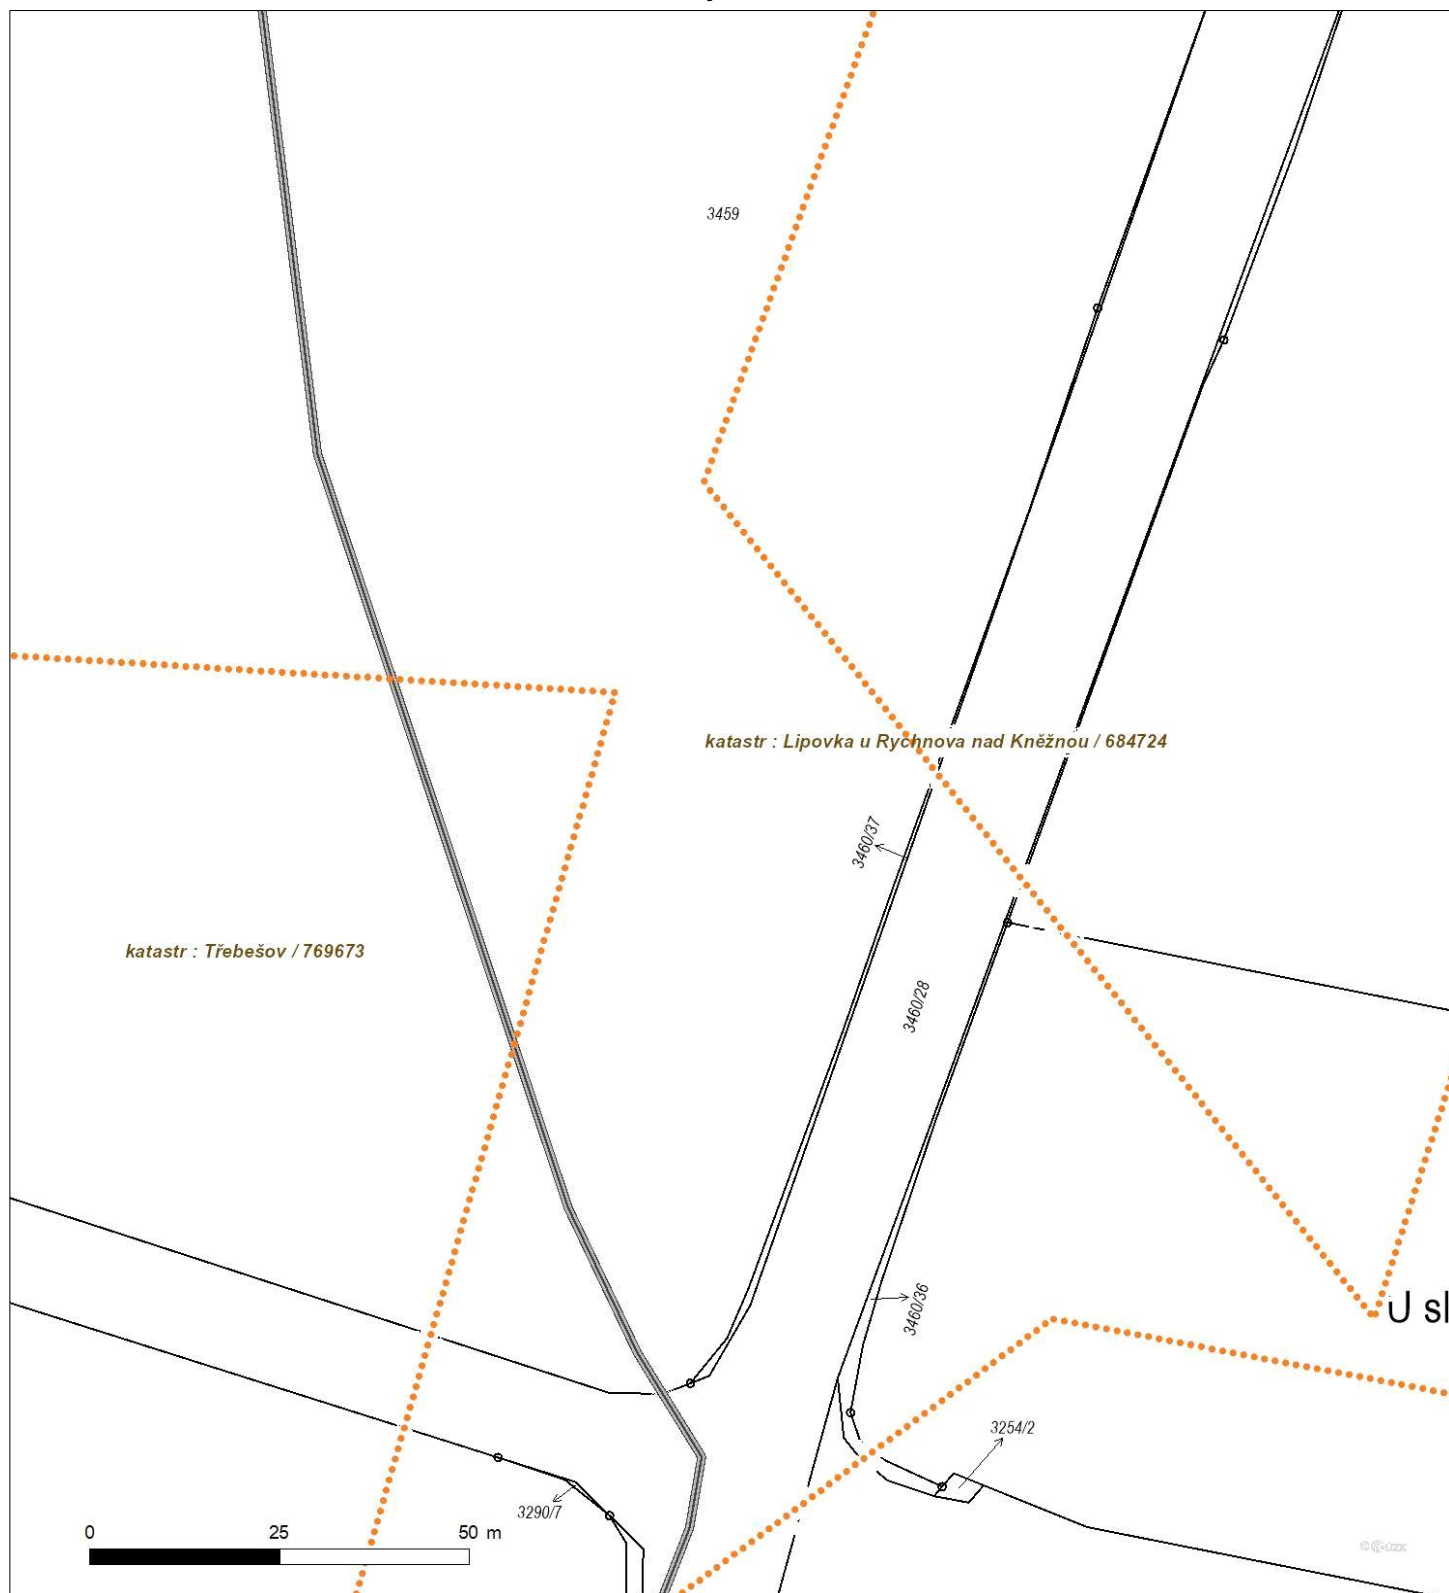 3459
katastr : Lipovka u Rychnova nad Kněžnou / 684724
3460/37
katastr : Třebešov / 769673
3460/28
3460/36
U sl
3254/2
3290/7
0 25 50 m
© ČÚZK